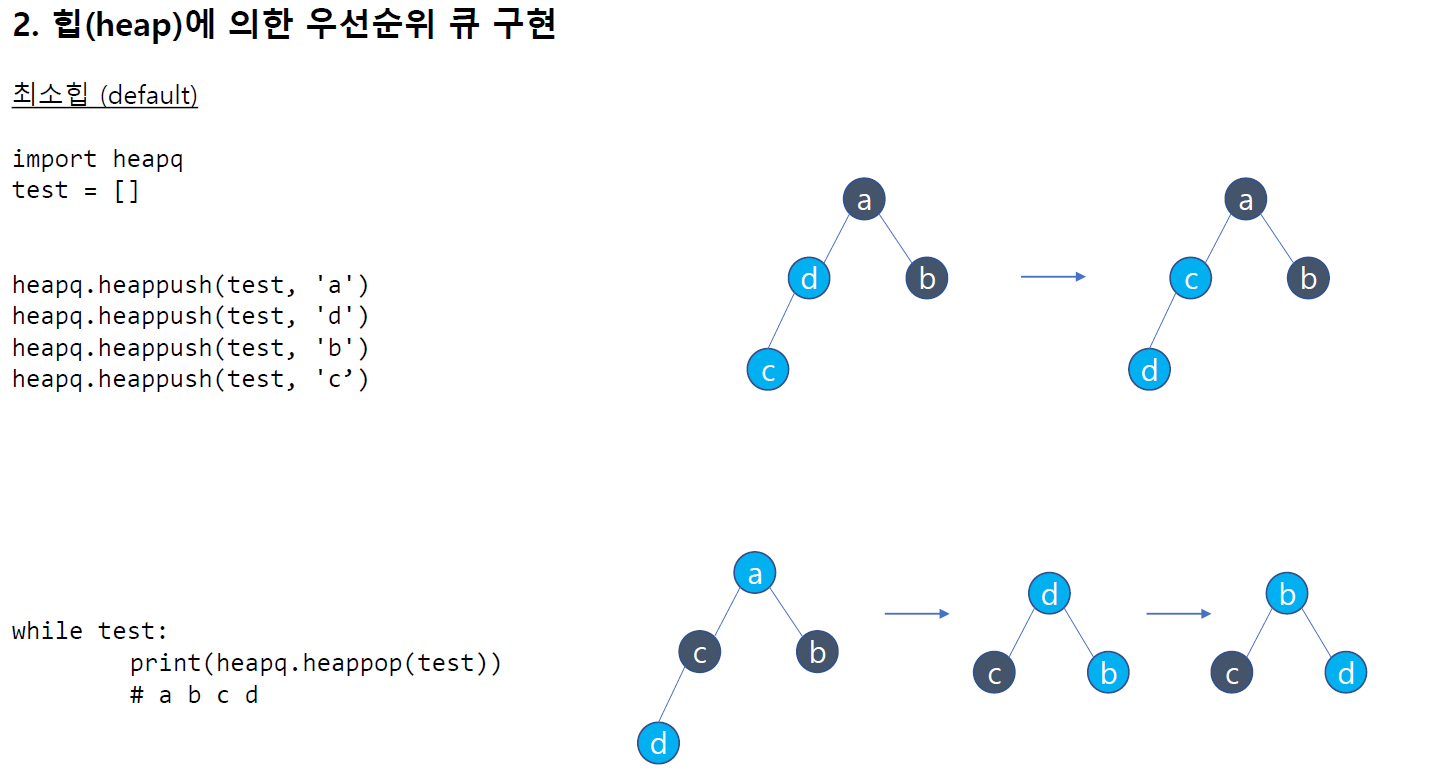 2. 힙(heap)에 의한 우선순위 큐 구현
최소힙 (default)
import heapq
test = []
heapq.heappush(test, 'a')
heapq.heappush(test, 'd')
heapq.heappush(test, 'b')
heapq.heappush(test, 'c’)
a
d b
c
a
c b
d
while test:
print(heapq.heappop(test))
# a b c d
a
c b
d
d
c b
b
c d